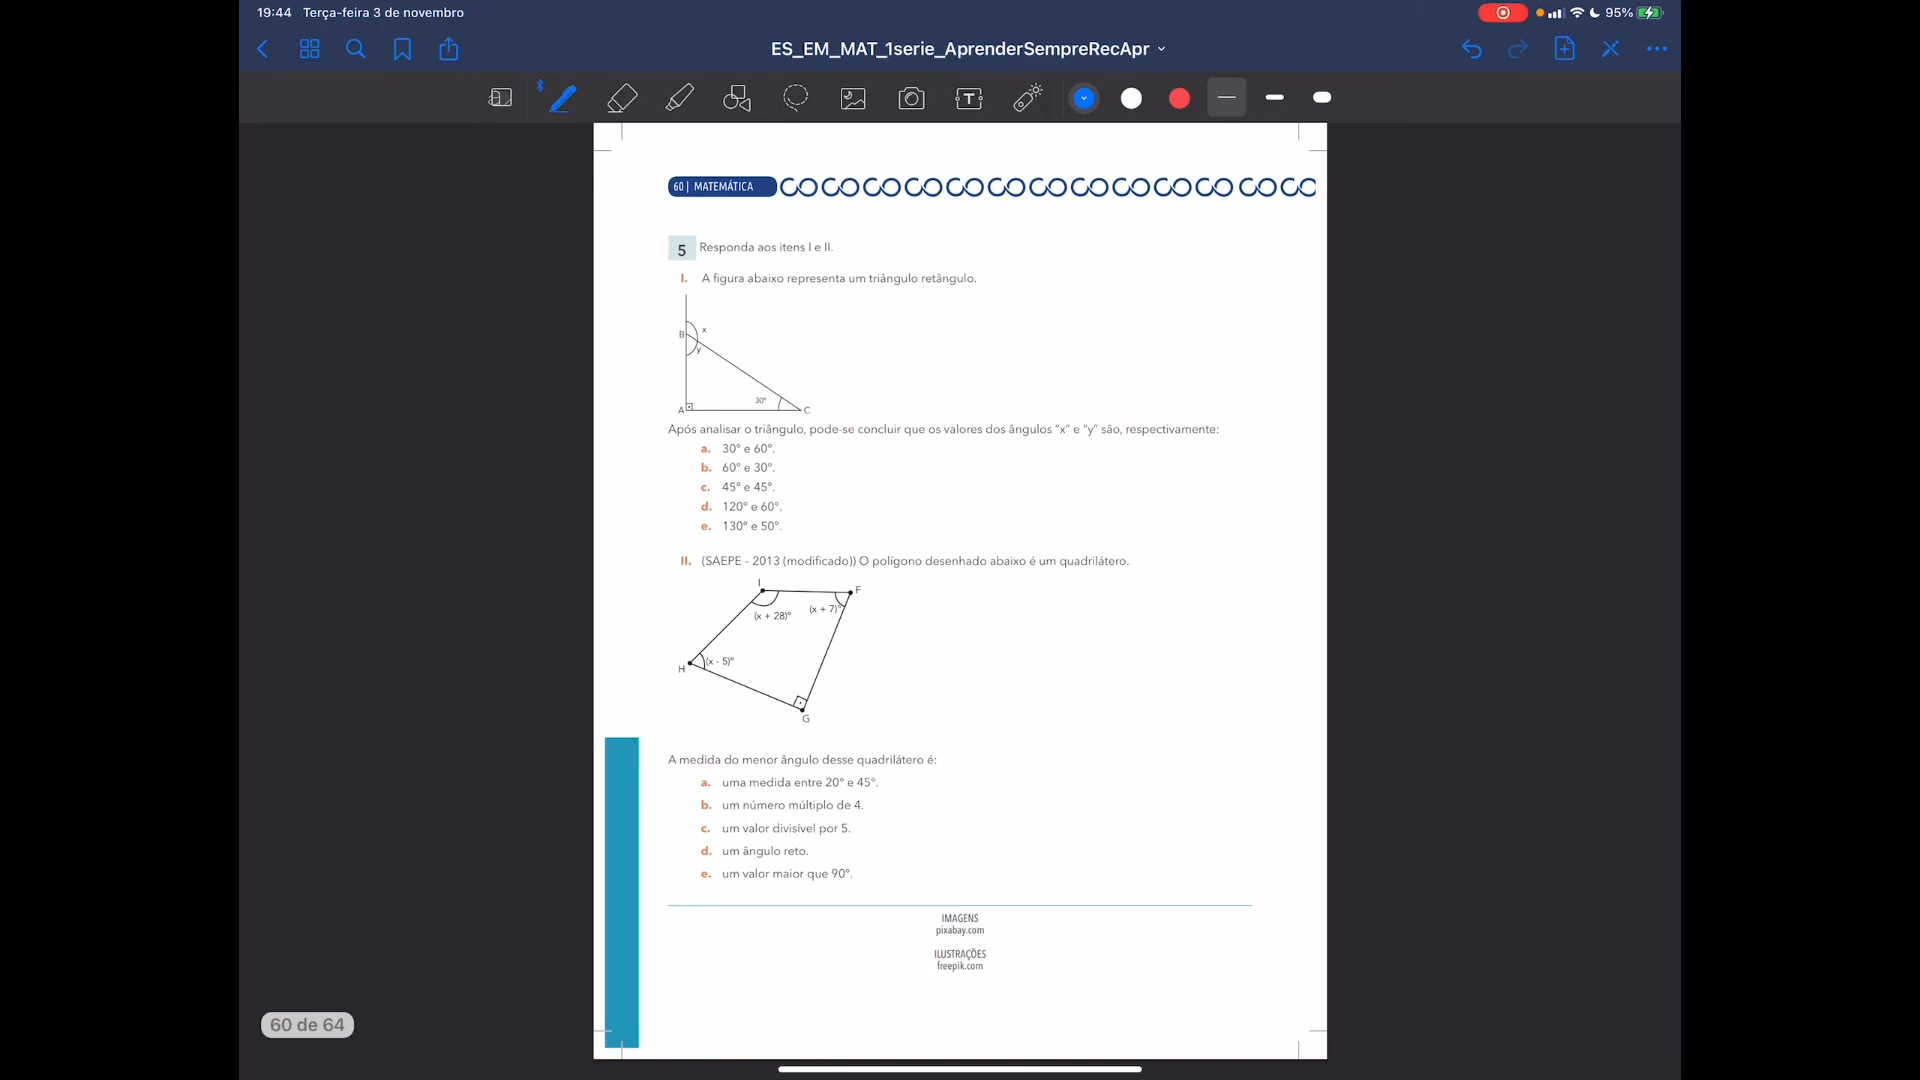 19:44 Terça-feira 3 de novembro
95%
ES_EM_MAT_1serie_AprenderSempreRecApr
60 | MATEMÁTICA
5 Responda aos itens I e II.
I. A figura abaixo representa um triângulo retângulo.
x
B
y
30°
A
C
Após analisar o triângulo, pode-se concluir que os valores dos ângulos “x” e “y” são, respectivamente:
a. 30° e 60°.
b. 60° e 30°.
c. 45° e 45°.
d. 120° e 60°.
e. 130° e 50°.
II. (SAEPE - 2013 (modificado)) O polígono desenhado abaixo é um quadrilátero.
I
F
(x + 28)° (x + 7)°
(x - 5)°
H
G
A medida do menor ângulo desse quadrilátero é:
a. uma medida entre 20° e 45°.
b. um número múltiplo de 4.
c. um valor divisível por 5.
d. um ângulo reto.
e. um valor maior que 90°.
IMAGENS
pixabay.com
ILUSTRAÇÕES
freepik.com
60 de 64